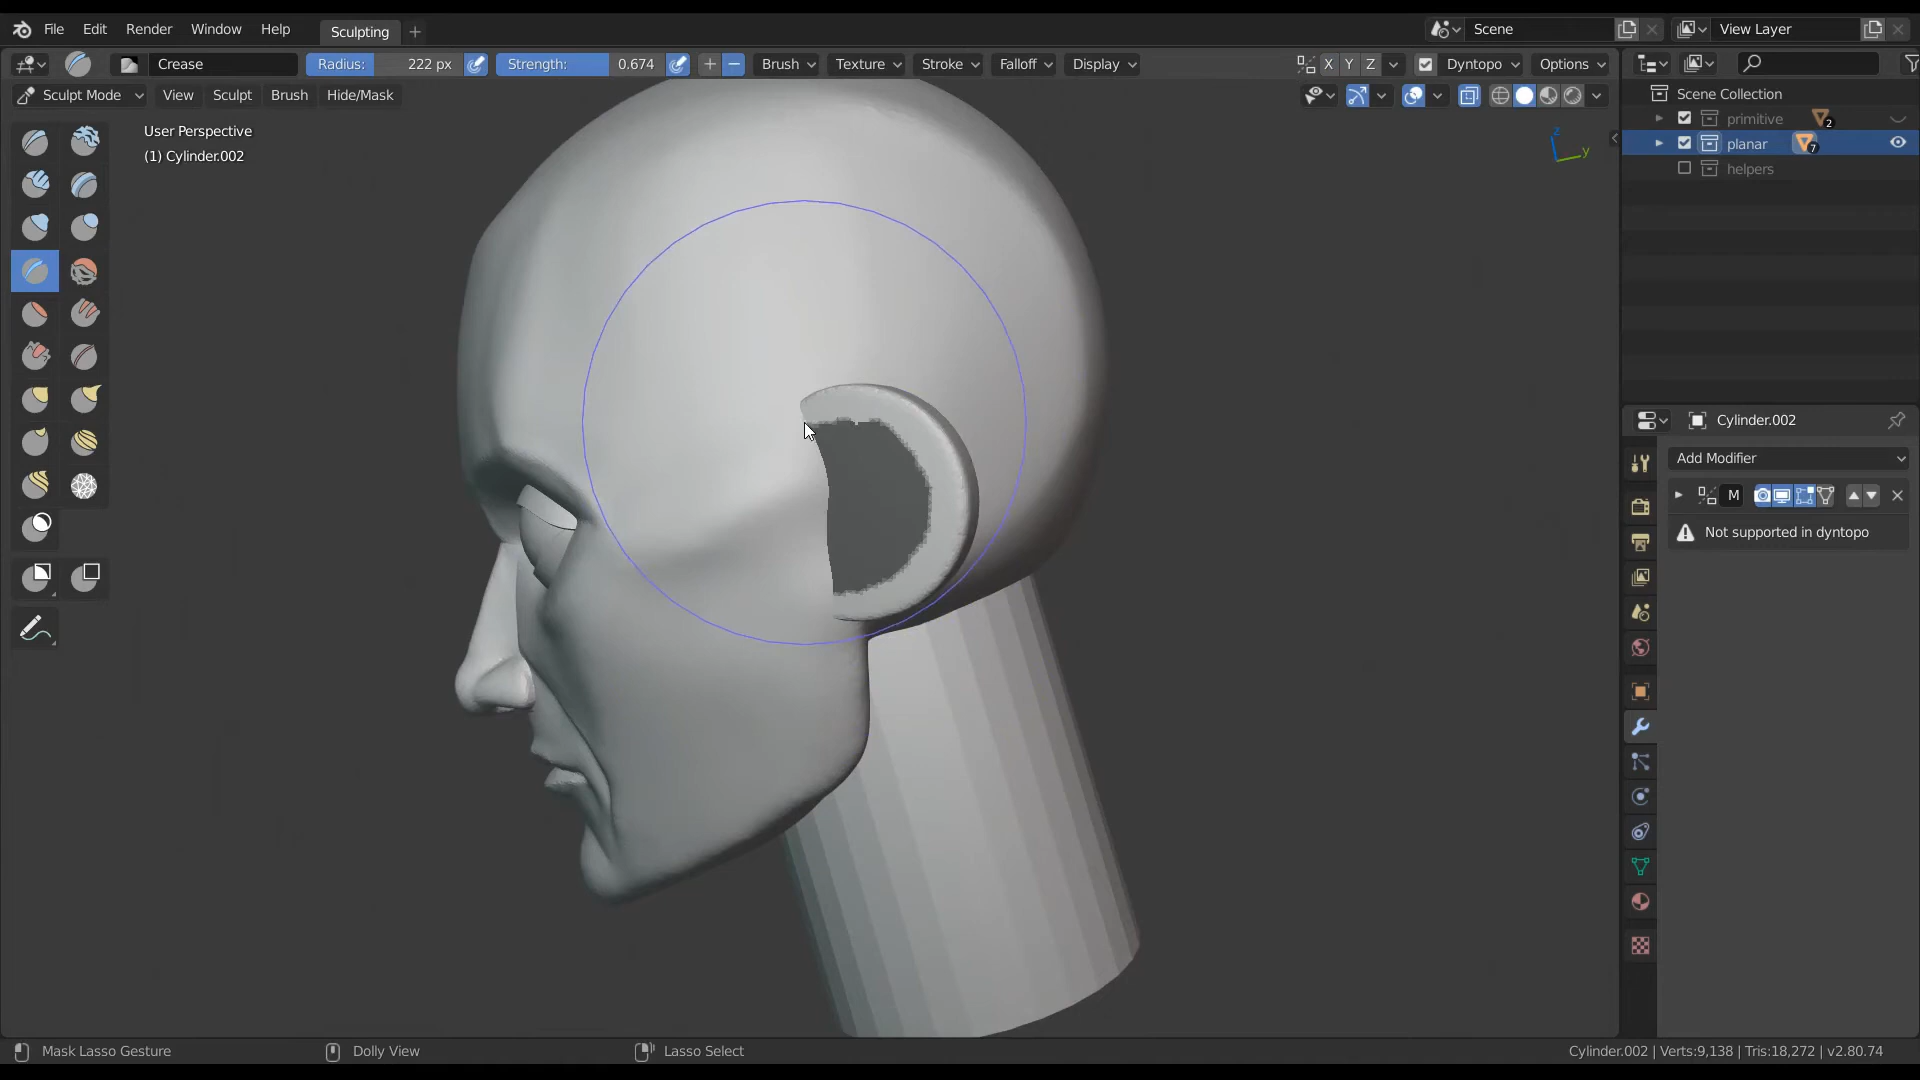 File Edit Render Window Help Sculpting + Scene View Layer
Crease Radius: 222 px Strength: 0.674 Brush Texture Stroke Falloff Display X Y Z Dyntopo Options
Sculpt Mode View Sculpt Brush Hide/Mask
Scene Collection
primitive 2
planar 7
helpers
User Perspective
(1) Cylinder.002
Z
Y
Cylinder.002
Add Modifier
M
Not supported in dyntopo
Mask Lasso Gesture Dolly View Lasso Select Cylinder.002 | Verts:9,138 | Tris:18,272 | v2.80.74